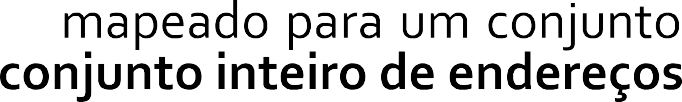 mapeado para um conjunto
conjunto inteiro de endereços